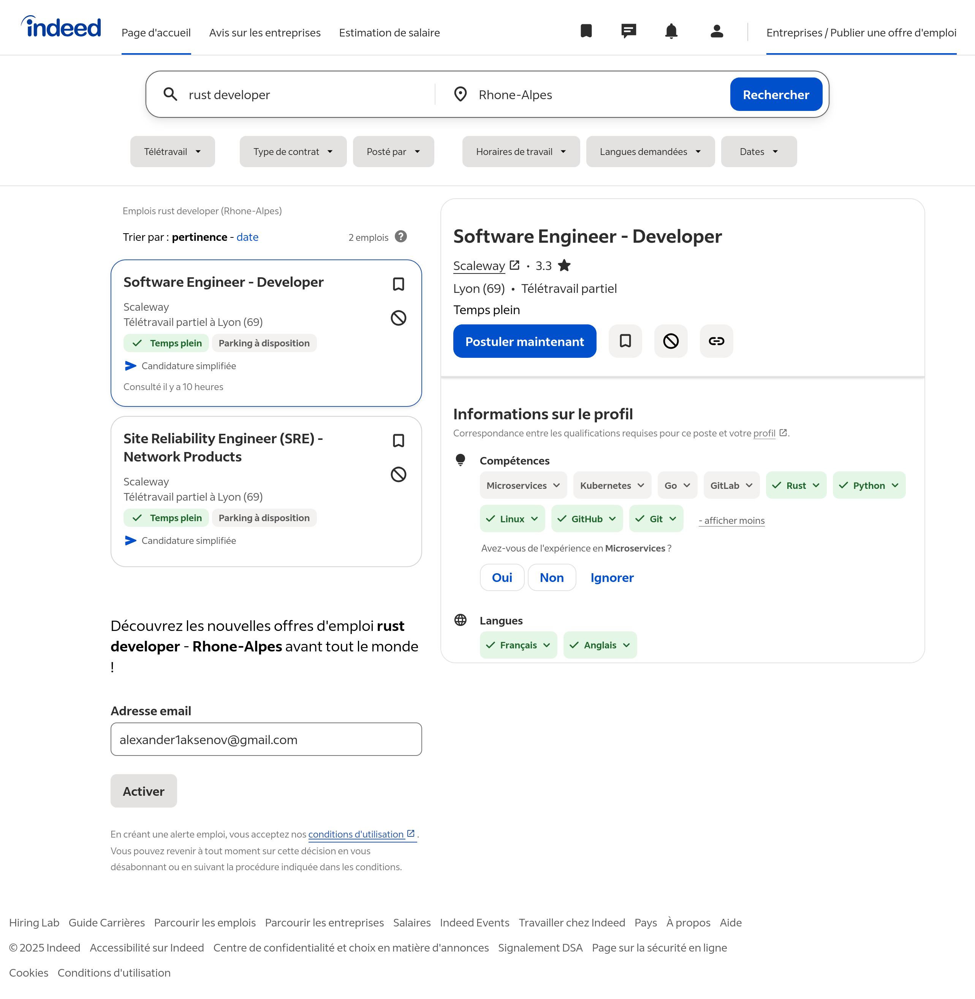 indeed
Page d'accueil
Avis sur les entreprises
Estimation de salaire
Entreprises / Publier une offre d'emploi
rust developer
Rhone-Alpes
Rechercher
Télétravail
Type de contrat
Posté par
Horaires de travail
Langues demandées
Dates
Emplois rust developer (Rhone-Alpes)
Trier par : pertinence - date
2 emplois
Software Engineer - Developer
Scaleway
Télétravail partiel à Lyon (69)
Temps plein
Parking à disposition
Candidature simplifiée
Consulté il y a 10 heures
Site Reliability Engineer (SRE) -
Network Products
Scaleway
Télétravail partiel à Lyon (69)
Temps plein
Parking à disposition
Candidature simplifiée
Découvrez les nouvelles offres d'emploi rust
developer - Rhone-Alpes avant tout le monde
!
Adresse email
alexander1aksenov@gmail.com
Activer
En créant une alerte emploi, vous acceptez nos conditions d'utilisation .
Vous pouvez revenir à tout moment sur cette décision en vous
désabonnant ou en suivant la procédure indiquée dans les conditions.
Software Engineer - Developer
Scaleway • 3.3
Lyon (69) • Télétravail partiel
Temps plein
Postuler maintenant
Informations sur le profil
Correspondance entre les qualifications requises pour ce poste et votre profil .
Compétences
Microservices
Kubernetes
Go
GitLab
Rust
Python
Linux
GitHub
Git
- afficher moins
Avez-vous de l'expérience en Microservices ?
Oui
Non
Ignorer
Langues
Français
Anglais
Hiring Lab Guide Carrières Parcourir les emplois Parcourir les entreprises Salaires Indeed Events Travailler chez Indeed Pays À propos Aide
© 2025 Indeed Accessibilité sur Indeed Centre de confidentialité et choix en matière d'annonces Signalement DSA Page sur la sécurité en ligne
Cookies Conditions d'utilisation